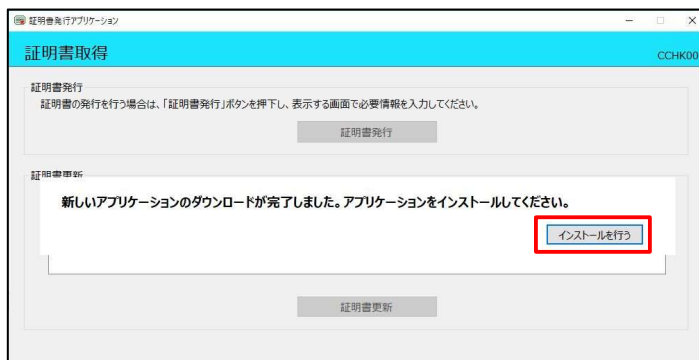 証明書発行アプリケーション
証明書取得
CCHK00
証明書発行
証明書の発行を行う場合は、「証明書発行」ボタンを押下し、表示する画面で必要情報を入力してください。
証明書発行
証明書更新
新しいアプリケーションのダウンロードが完了しました。アプリケーションをインストールしてください。
インストールを行う
証明書更新